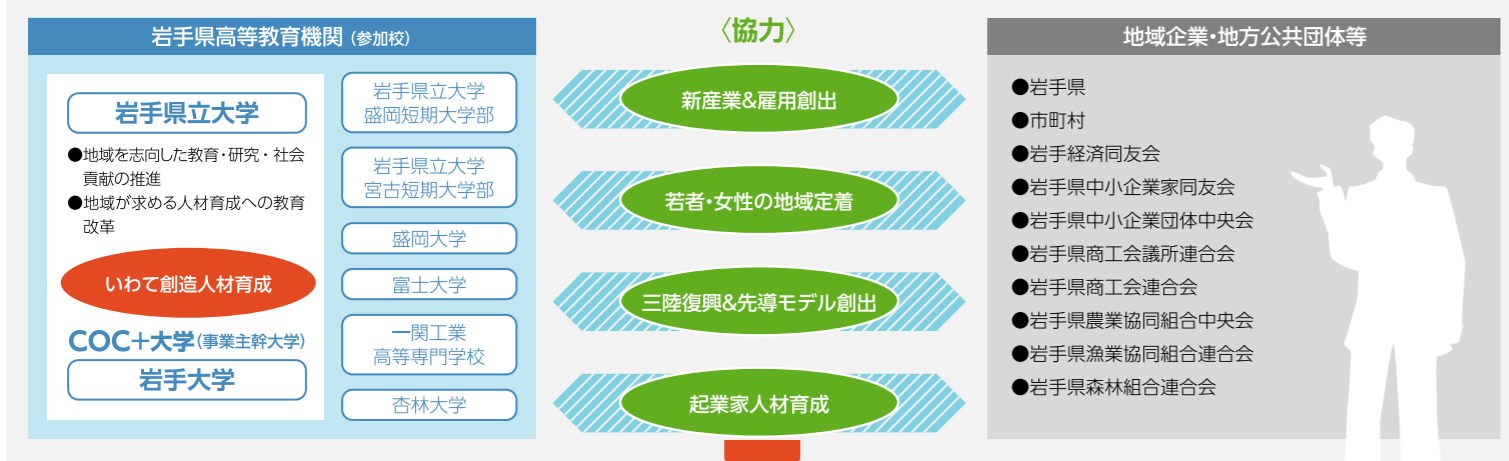 岩手県高等教育機関 (参加校)
岩手県立大学
●地域を志向した教育・研究・社会
貢献の推進
●地域が求める人材育成への教育
改革
いわて創造人材育成
COC+大学(事業主幹大学)
岩手大学
岩手県立大学
盛岡短期大学部
岩手県立大学
宮古短期大学部
盛岡大学
富士大学
一関工業
高等専門学校
杏林大学
〈協力〉
新産業&雇用創出
若者・女性の地域定着
三陸復興&先導モデル創出
起業家人材育成
地域企業・地方公共団体等
●岩手県
●市町村
●岩手経済同友会
●岩手県中小企業家同友会
●岩手県中小企業団体中央会
●岩手県商工会議所連合会
●岩手県商工会連合会
●岩手県農業協同組合中央会
●岩手県漁業協同組合連合会
●岩手県森林組合連合会